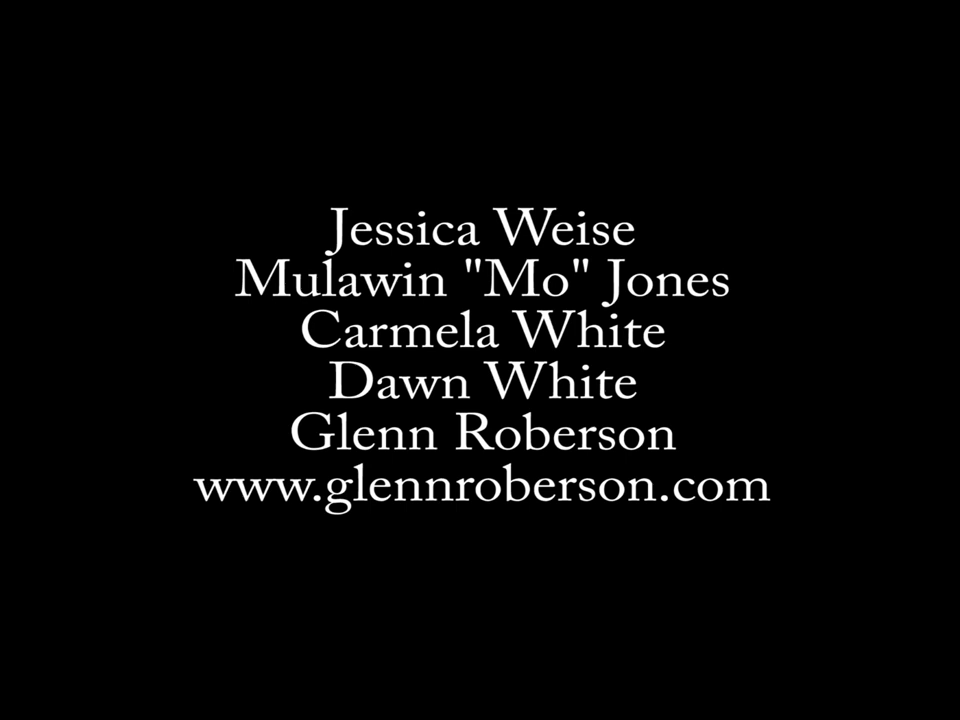 Jessica Weise
Mulawin "Mo" Jones
Carmela White
Dawn White
Glenn Roberson
www.glennroberson.com